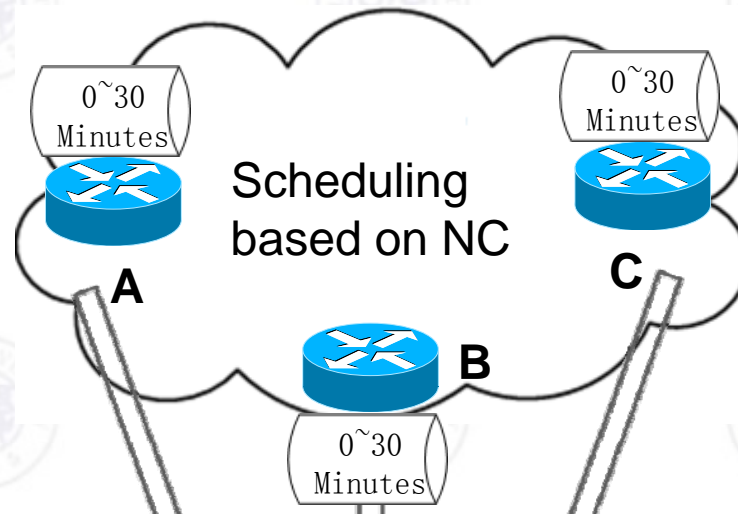 0~30
Minutes
0~30
Minutes
Scheduling
based on NC
A
C
B
0~30
Minutes